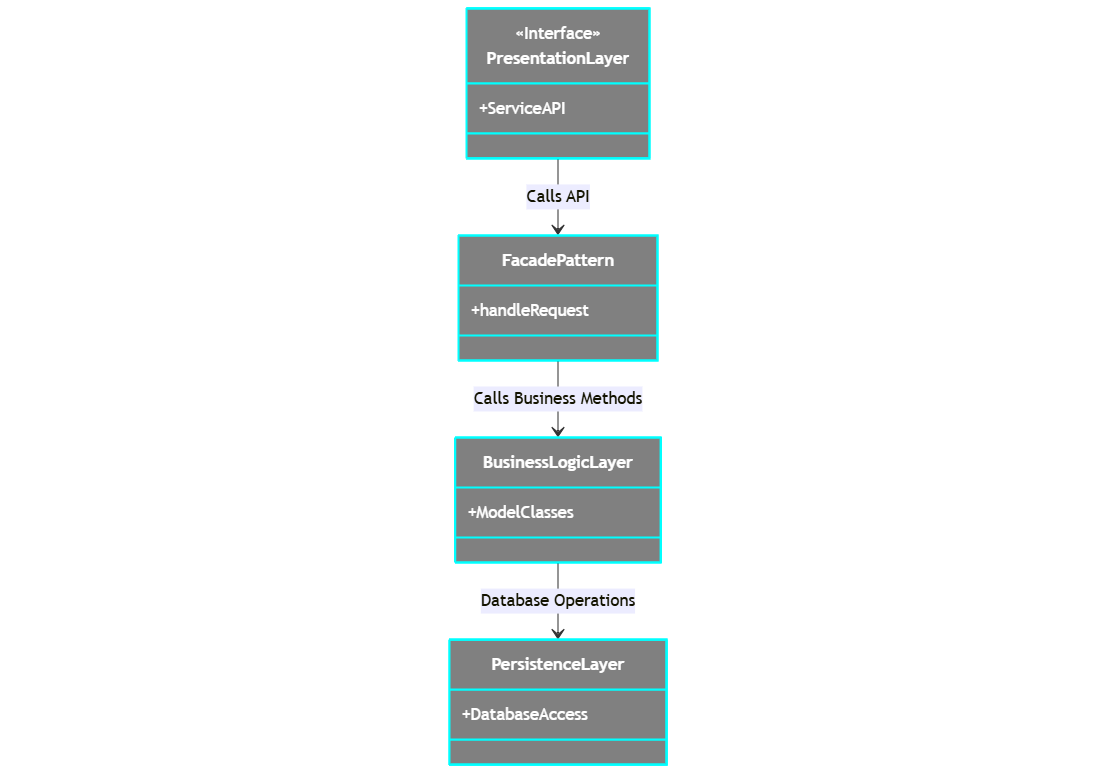 «Interface»
PresentationLayer
+ServiceAPI
Calls API
FacadePattern
+handleRequest
Calls Business Methods
BusinessLogicLayer
+ModelClasses
Database Operations
PersistenceLayer
+DatabaseAccess